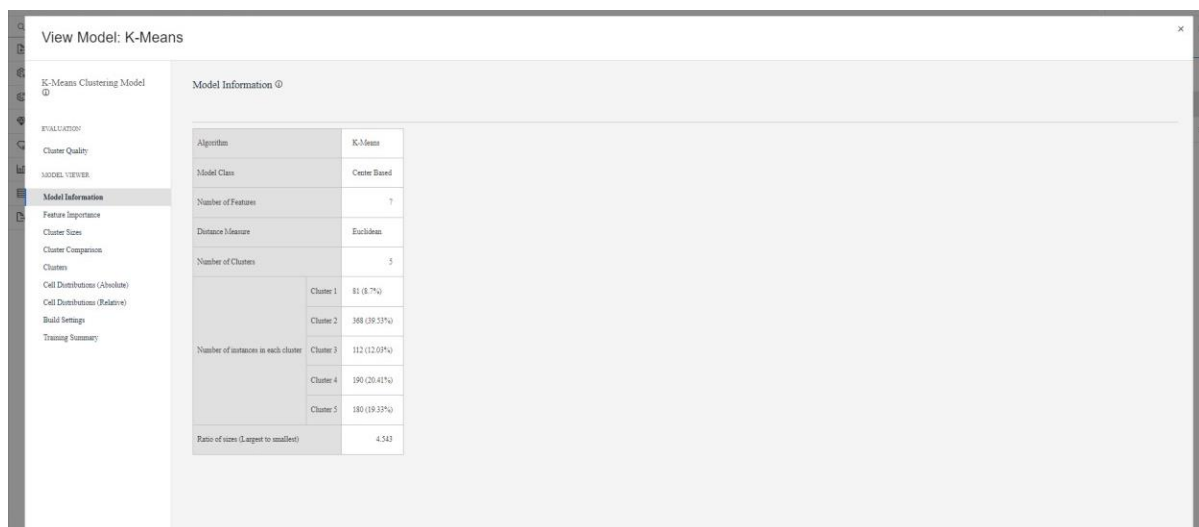 View Model: K-Means
×
K-Means Clustering Model
EVALUATION
Cluster Quality
MODEL VIEWER
Model Information
Feature Importance
Cluster Sizes
Cluster Comparison
Clusters
Cell Distributions (Absolute)
Cell Distributions (Relative)
Build Settings
Training Summary
Model Information
Algorithm K-Means
Model Class Center Based
Number of Features 7
Distance Measure Euclidean
Number of Clusters 5
Number of instances in each cluster
Cluster 1 81 (8.7%)
Cluster 2 368 (39.53%)
Cluster 3 112 (12.03%)
Cluster 4 190 (20.41%)
Cluster 5 180 (19.33%)
Ratio of sizes (Largest to smallest) 4.543